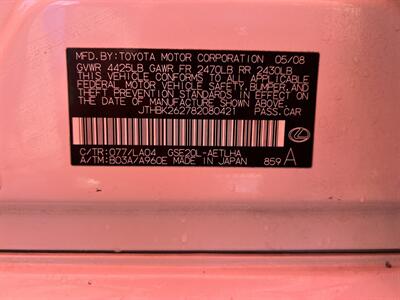 MFD.BY:TOYOTA MOTOR CORPORATION 05/08
GVWR 4425LB GAWR FR 2470LB RR 2430LB
THIS VEHICLE CONFORMS TO ALL APPLICABLE
FEDERAL MOTOR VEHICLE SAFETY,BUMPER,AND
THEFT PREVENTION STANDARDS IN EFFECT ON
THE DATE OF MANUFACTURE SHOWN ABOVE.
JTHBK262782080421 PASS.CAR
C/TR:077/LA04 GSE20L-AETLHA
A/TM:B03A/A960E MADE IN JAPAN 859 A